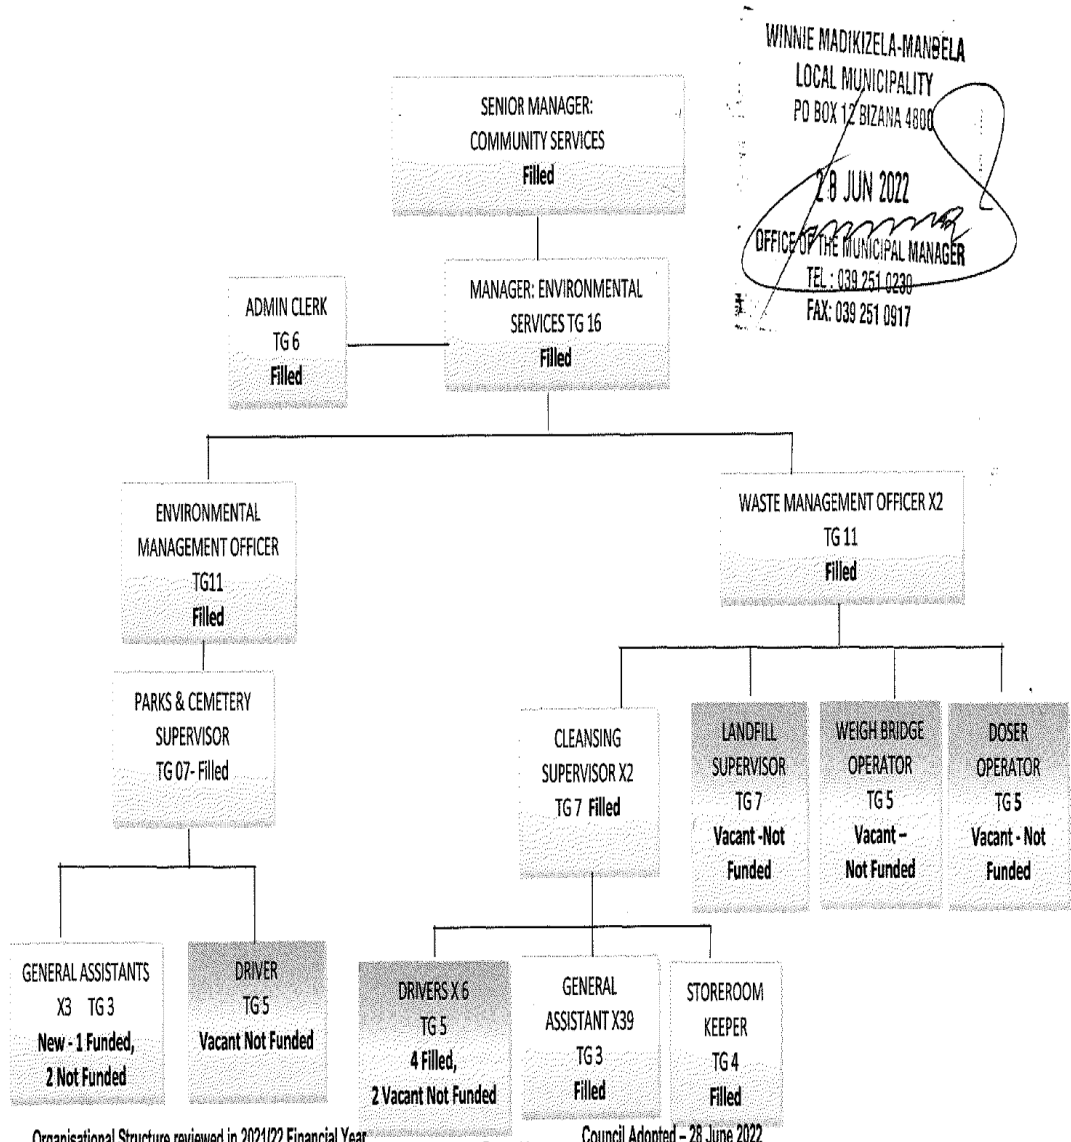 WINNIE MADIKIZELA-MANDELA
LOCAL MUNICIPALITY
PO BOX 12 BIZANA 4800
28 JUN 2022
OFFICE OF THE MUNICIPAL MANAGER
TEL : 039 251 0230
FAX: 039 251 0917
SENIOR MANAGER:
COMMUNITY SERVICES
Filled
ADMIN CLERK
TG 6
Filled
MANAGER: ENVIRONMENTAL
SERVICES TG 16
Filled
ENVIRONMENTAL
MANAGEMENT OFFICER
TG11
Filled
WASTE MANAGEMENT OFFICER X2
TG 11
Filled
PARKS & CEMETERY
SUPERVISOR
TG 07- Filled
CLEANSING
SUPERVISOR X2
TG 7 Filled
LANDFILL
SUPERVISOR
TG 7
Vacant -Not
Funded
WEIGH BRIDGE
OPERATOR
TG 5
Vacant –
Not Funded
DOSER
OPERATOR
TG 5
Vacant - Not
Funded
GENERAL ASSISTANTS
X3 TG 3
New - 1 Funded,
2 Not Funded
DRIVER
TG 5
Vacant Not Funded
DRIVERS X 6
TG 5
4 Filled,
2 Vacant Not Funded
GENERAL
ASSISTANT X39
TG 3
Filled
STOREROOM
KEEPER
TG 4
Filled
Organisational Structure reviewed in 2021/22 Financial Year
Council Adopted – 28 June 2022